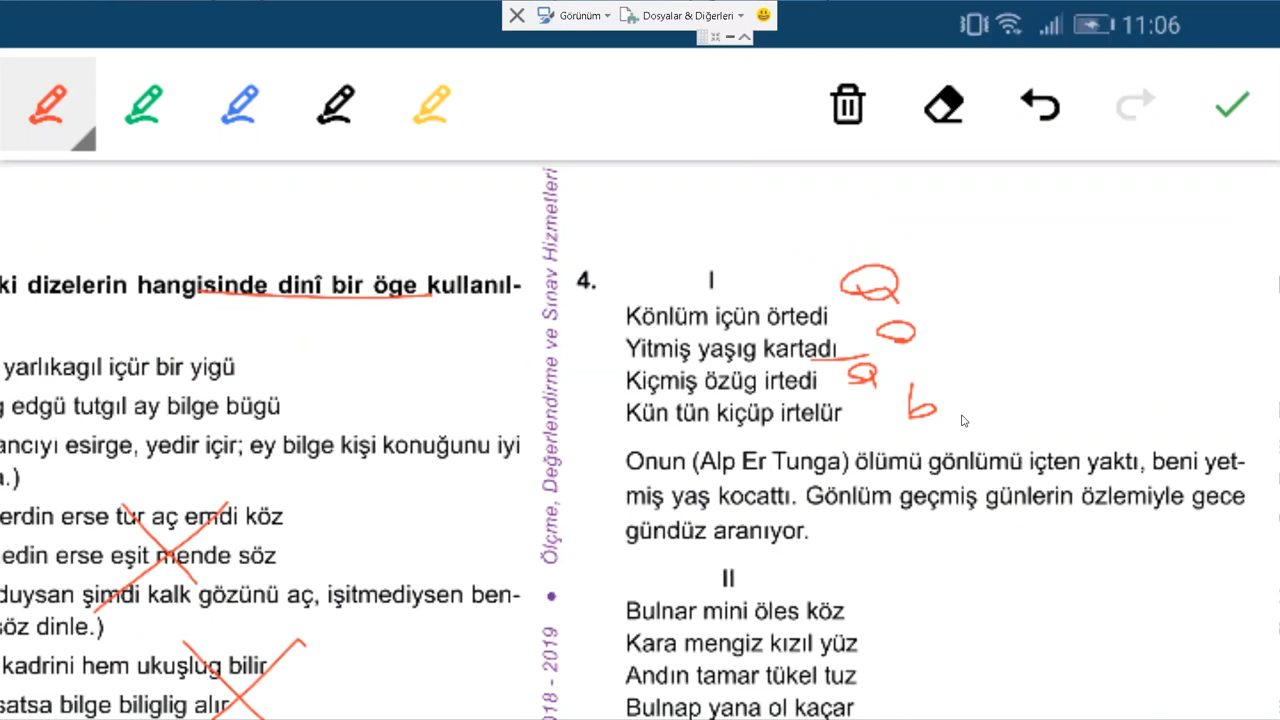 Görünüm
Dosyalar & Diğerleri
11:06
ki dizelerin hangisinde dinî bir öge kullanıl-
yarlıkagıl içür bir yigü
edgü tutgıl ay bilge bügü
ancıyı esirge, yedir içir; ey bilge kişi konuğunu iyi
a.)
erdin erse tur aç emdi köz
edin erse eşit mende söz
duysan şimdi kalk gözünü aç, işitmediysen ben-
söz dinle.)
kadrini hem ukuşlug bilir
satsa bilge biliglig alır
018 - 2019 • Ölçme, Değerlendirme ve Sınav Hizmetleri
4.
I
a
Könlüm içün örtedi
a
Yitmiş yaşıg kartadı
a
Kiçmiş özüg irtedi
b
Kün tün kiçüp irtelür
Onun (Alp Er Tunga) ölümü gönlümü içten yaktı, beni yet-
miş yaş kocattı. Gönlüm geçmiş günlerin özlemiyle gece
gündüz aranıyor.
II
Bulnar mini öles köz
Kara mengiz kızıl yüz
Andın tamar tükel tuz
Bulnap yana ol kaçar